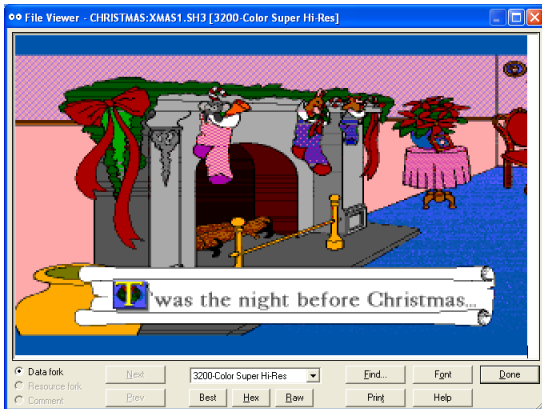 File Viewer - CHRISTMAS:XMAS1.SH3 [3200-Color Super Hi-Res]
T'was the night before Christmas...
Data fork
Resource fork
Comment
Next
Prev
3200-Color Super Hi-Res
Best
Hex
Raw
Find...
Font
Done
Print
Help